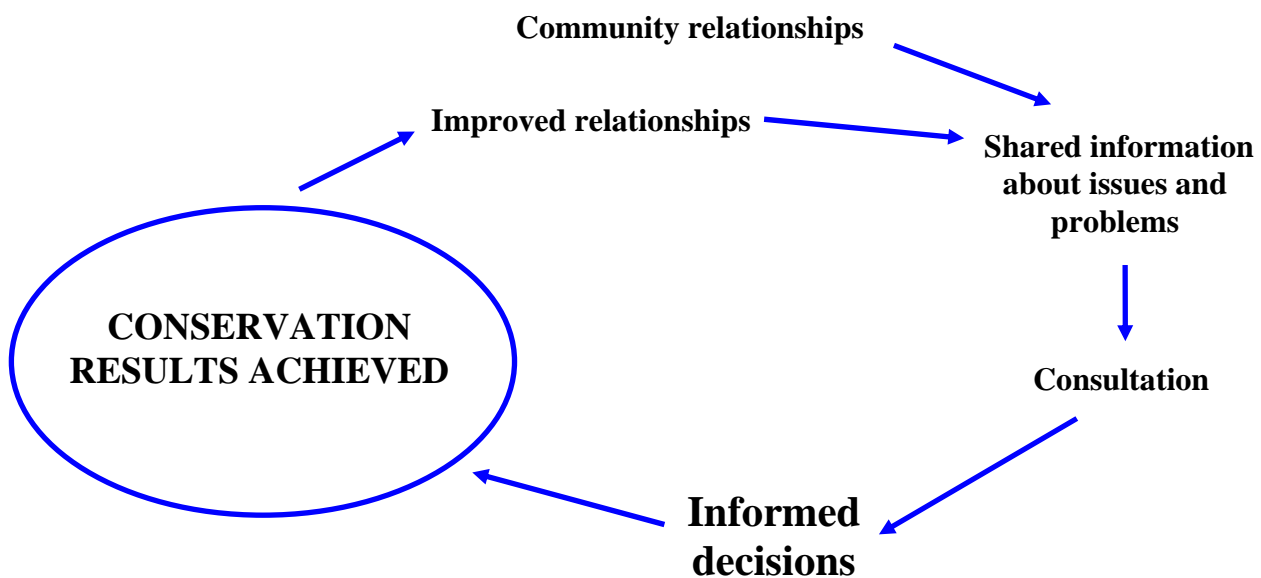 Community relationships
Improved relationships
Shared information
about issues and
problems
CONSERVATION
RESULTS ACHIEVED
Consultation
Informed
decisions